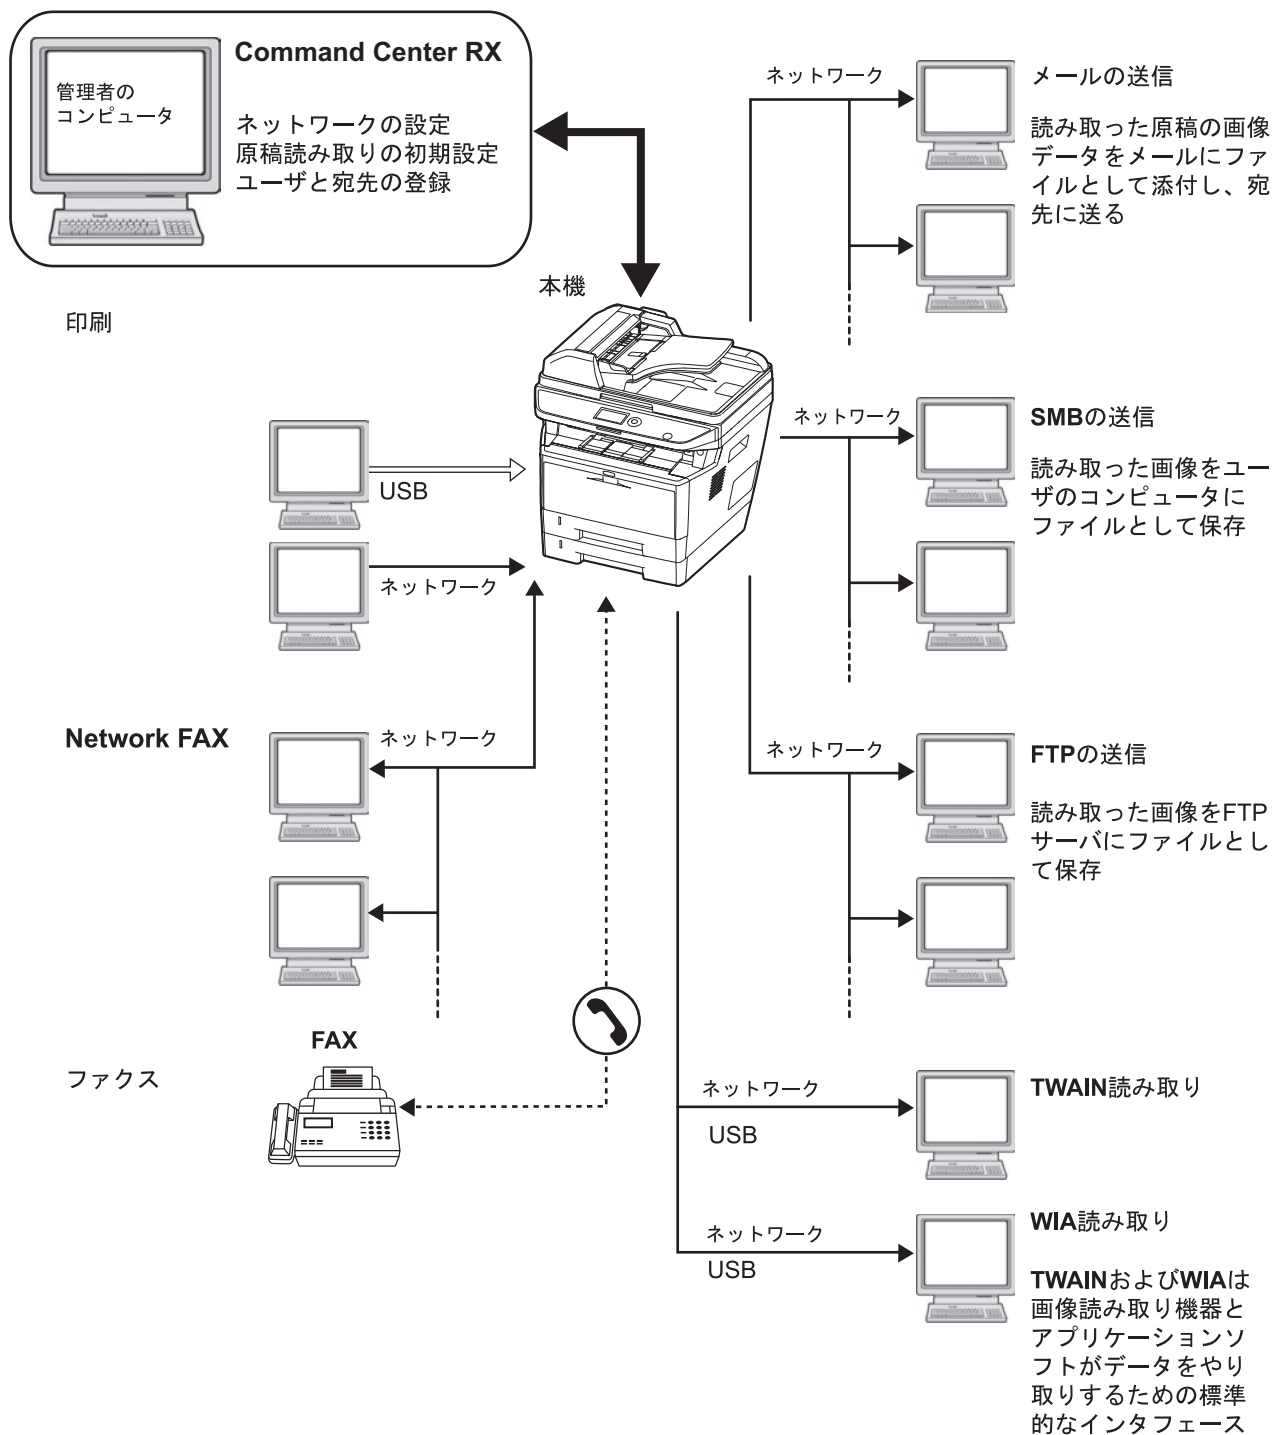 Command Center RX
管理者の
コンピュータ
ネットワークの設定
原稿読み取りの初期設定
ユーザと宛先の登録
本機
印刷
USB
ネットワーク
Network FAX
ネットワーク
FAX
ファクス
ネットワーク
メールの送信
読み取った原稿の画像
データをメールにファ
イルとして添付し、宛
先に送る
ネットワーク
SMBの送信
読み取った画像をユー
ザのコンピュータに
ファイルとして保存
ネットワーク
FTPの送信
読み取った画像をFTP
サーバにファイルとし
て保存
ネットワーク
USB
TWAIN読み取り
ネットワーク
USB
WIA読み取り
TWAINおよびWIAは
画像読み取り機器と
アプリケーションソ
フトがデータをやり
取りするための標準
的なインタフェース